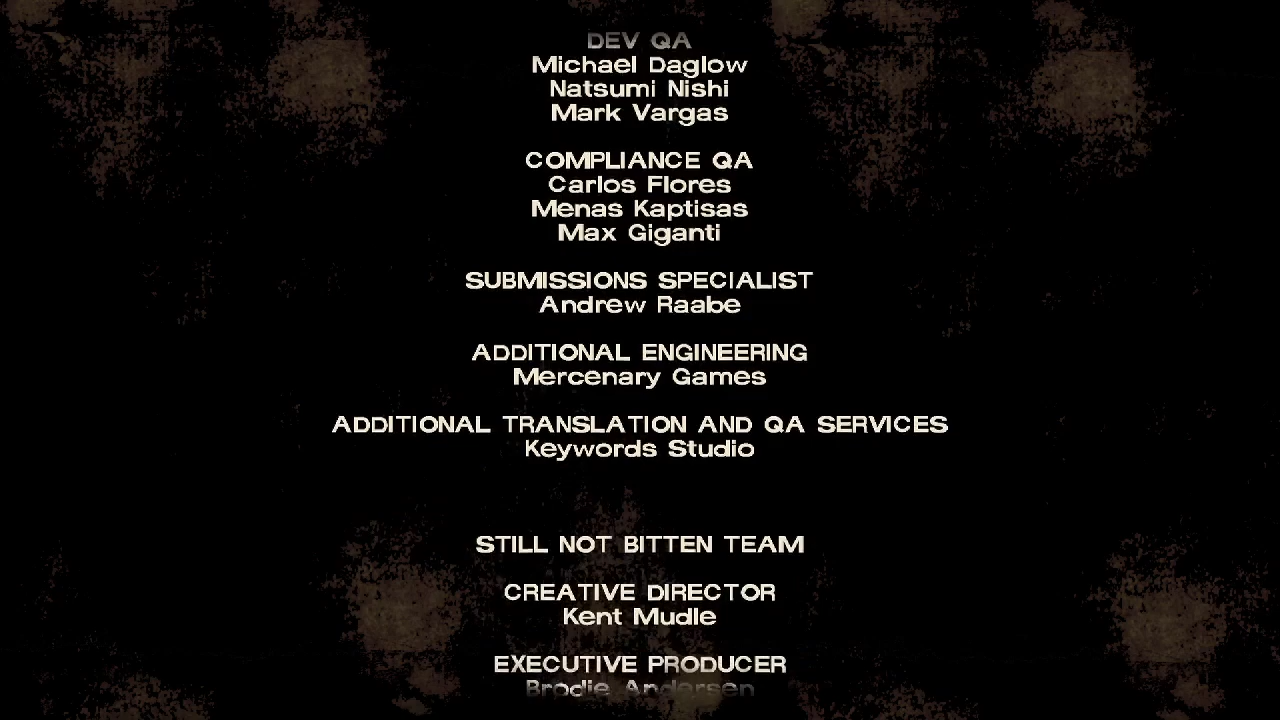 DEV QA
Michael Daglow
Natsumi Nishi
Mark Vargas
COMPLIANCE QA
Carlos Flores
Menas Kaptisas
Max Giganti
SUBMISSIONS SPECIALIST
Andrew Raabe
ADDITIONAL ENGINEERING
Mercenary Games
ADDITIONAL TRANSLATION AND QA SERVICES
Keywords Studio
STILL NOT BITTEN TEAM
CREATIVE DIRECTOR
Kent Mudle
EXECUTIVE PRODUCER
Brodie Andersen